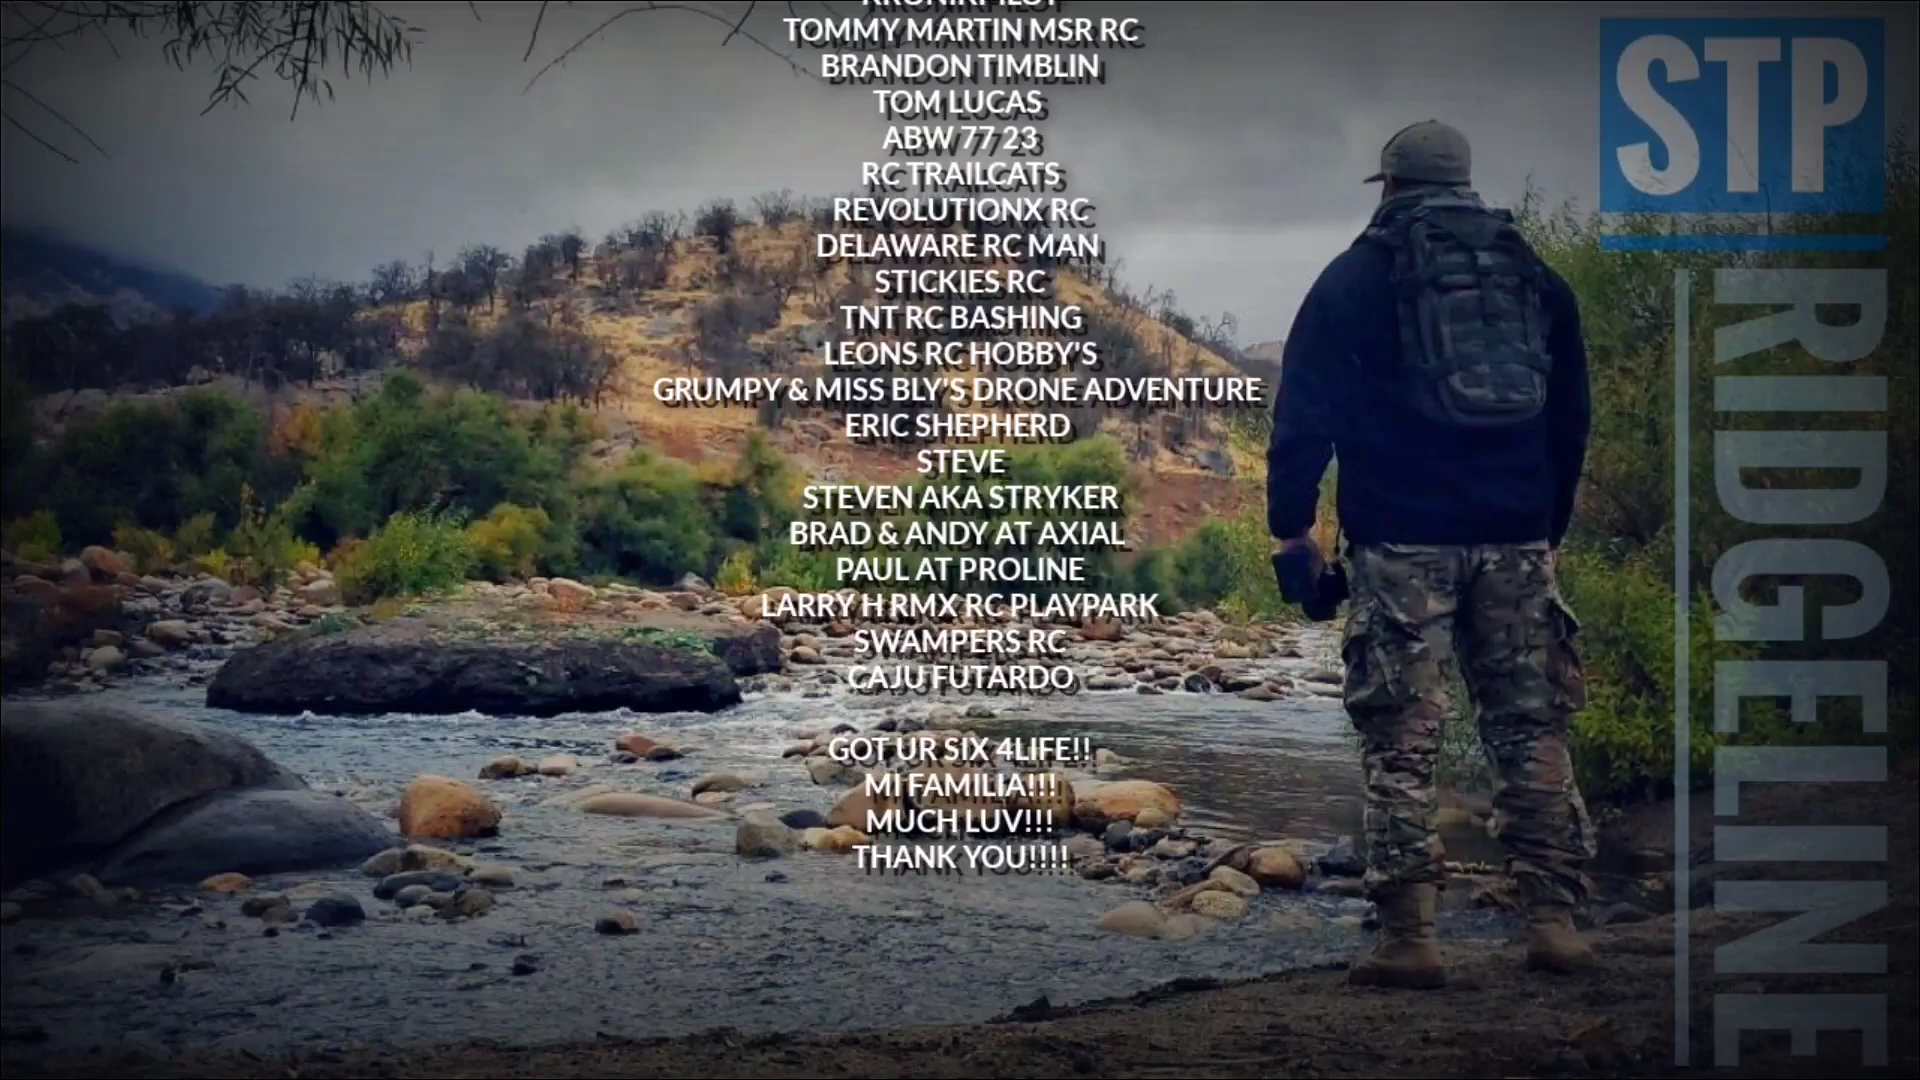 TOMMY MARTIN MSR RC
BRANDON TIMBLIN
TOM LUCAS
ABW 77 23
RC TRAILCATS
REVOLUTIONX RC
DELAWARE RC MAN
STICKIES RC
TNT RC BASHING
LEONS RC HOBBY'S
GRUMPY & MISS BLY'S DRONE ADVENTURE
ERIC SHEPHERD
STEVE
STEVEN AKA STRYKER
BRAD & ANDY AT AXIAL
PAUL AT PROLINE
LARRY H RMX RC PLAYPARK
SWAMPERS RC
CAJU FUTARDO
GOT UR SIX 4LIFE!!
MI FAMILIA!!!
MUCH LUV!!!
THANK YOU!!!!
STP
RIDGELINE